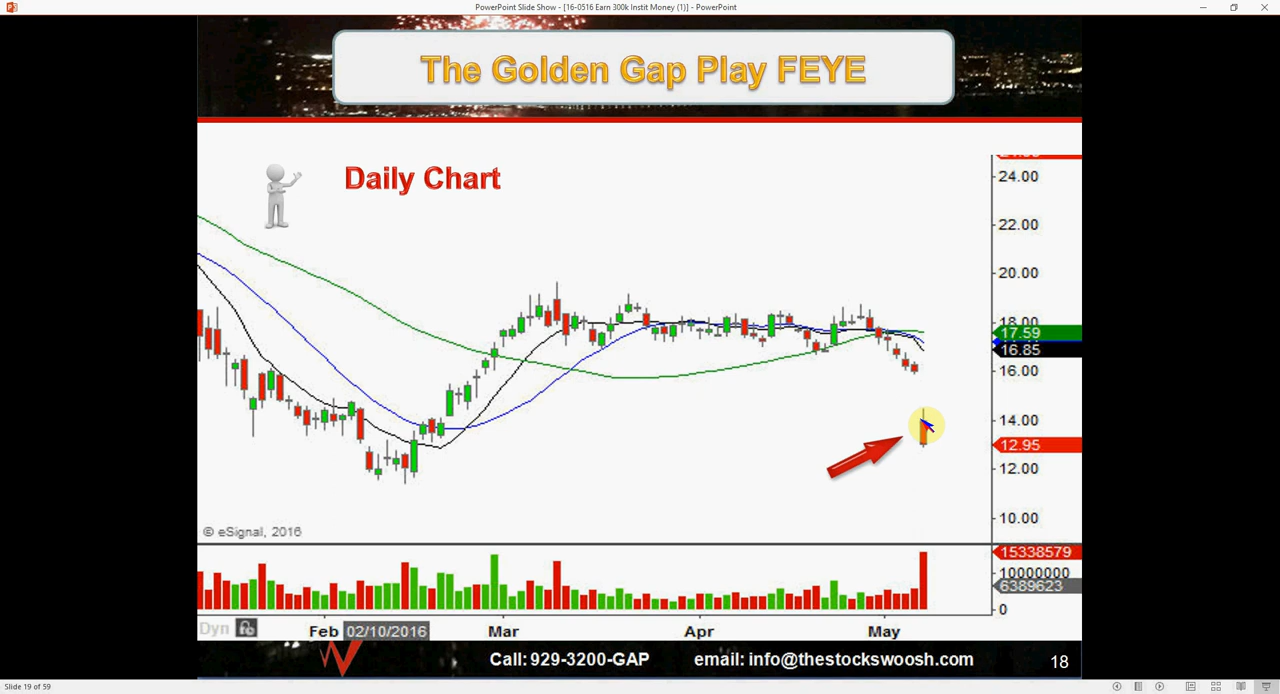 PowerPoint Slide Show - [16-0516 Earn 300k Instit Money (1)] - PowerPoint
The Golden Gap Play FEYE
Daily Chart
24.00
22.00
20.00
18.00
17.59
16.85
16.00
14.00
12.95
12.00
10.00
© eSignal, 2016
15338579
10000000
6389623
0
Dyn
Feb 02/10/2016 Mar Apr May
Call: 929-3200-GAP email: info@thestockswoosh.com 18
Slide 19 of 59